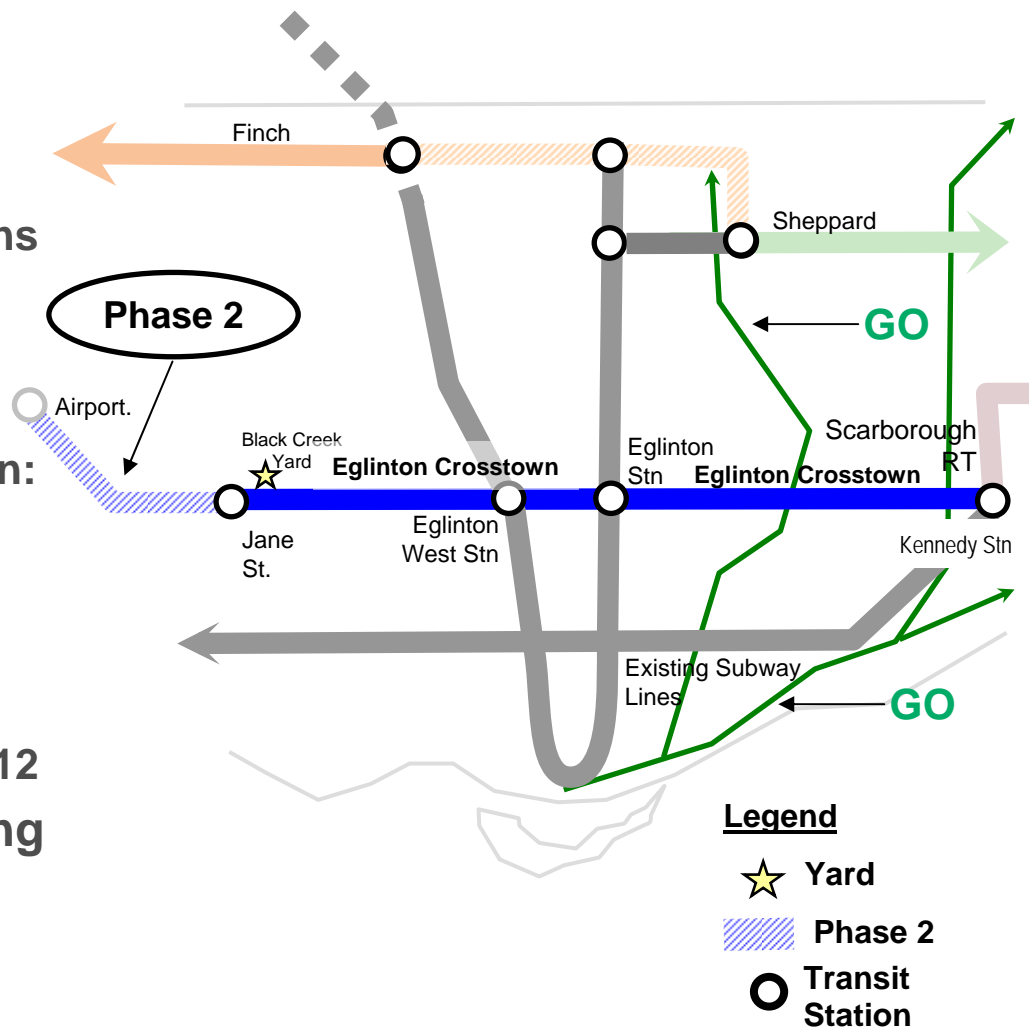 Finch
ns
Sheppard
Phase 2
GO
Airport.
Scarborough
RT
Black Creek
Yard
Eglinton
Stn
n:
Eglinton Crosstown
Eglinton Crosstown
Jane
St.
Eglinton
West Stn
Kennedy Stn
Existing Subway
Lines
GO
12
ng
Legend
Yard
Phase 2
Transit
Station